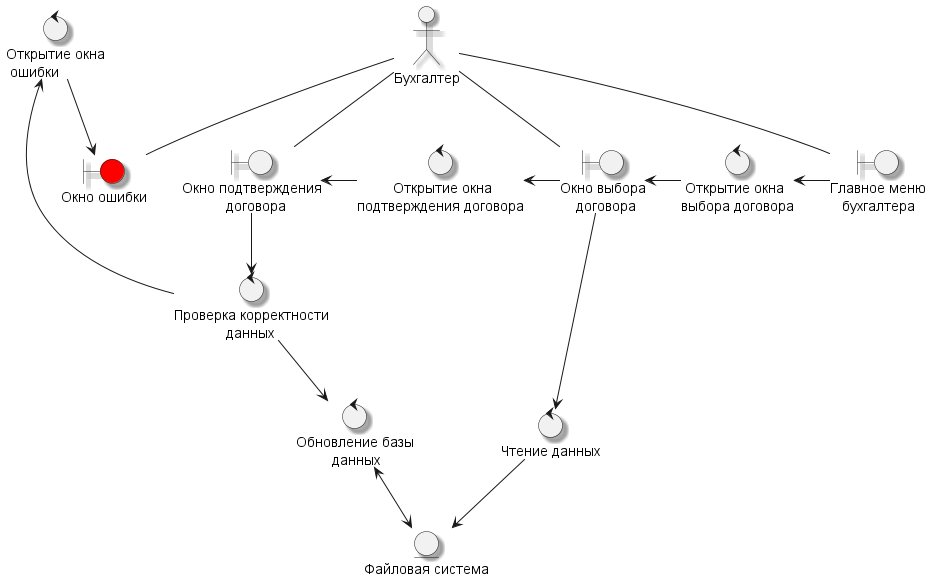 Открытие окна
ошибки
Бухгалтер
Окно ошибки
Окно подтверждения
договора
Открытие окна
подтверждения договора
Окно выбора
договора
Открытие окна
выбора договора
Главное меню
бухгалтера
Проверка корректности
данных
Обновление базы
данных
Чтение данных
Файловая система